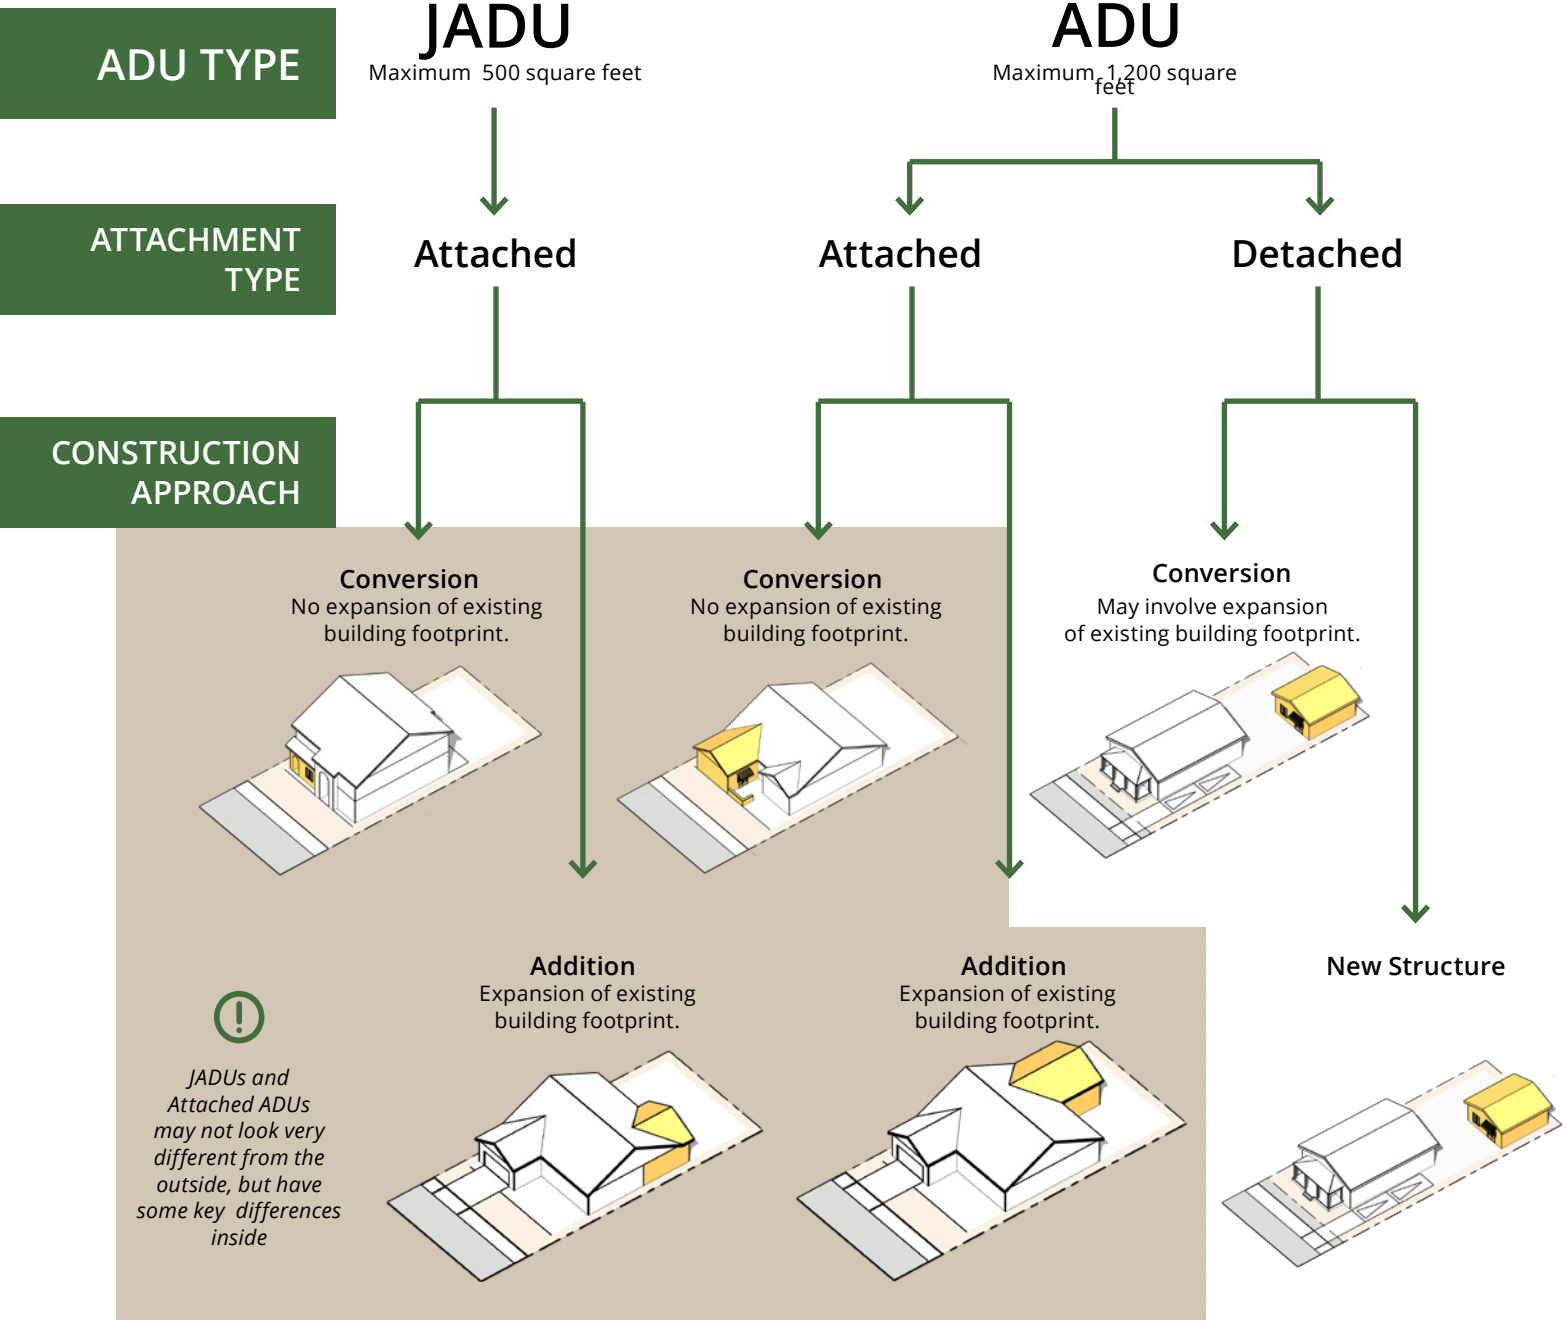 ADU TYPE
JADU
Maximum 500 square feet
ADU
Maximum 1,200 square
feet
ATTACHMENT
TYPE
Attached
Attached
Detached
CONSTRUCTION
APPROACH
Conversion
No expansion of existing
building footprint.
Conversion
No expansion of existing
building footprint.
Conversion
May involve expansion
of existing building footprint.
Addition
Expansion of existing
building footprint.
Addition
Expansion of existing
building footprint.
New Structure
JADUs and
Attached ADUs
may not look very
different from the
outside, but have
some key differences
inside